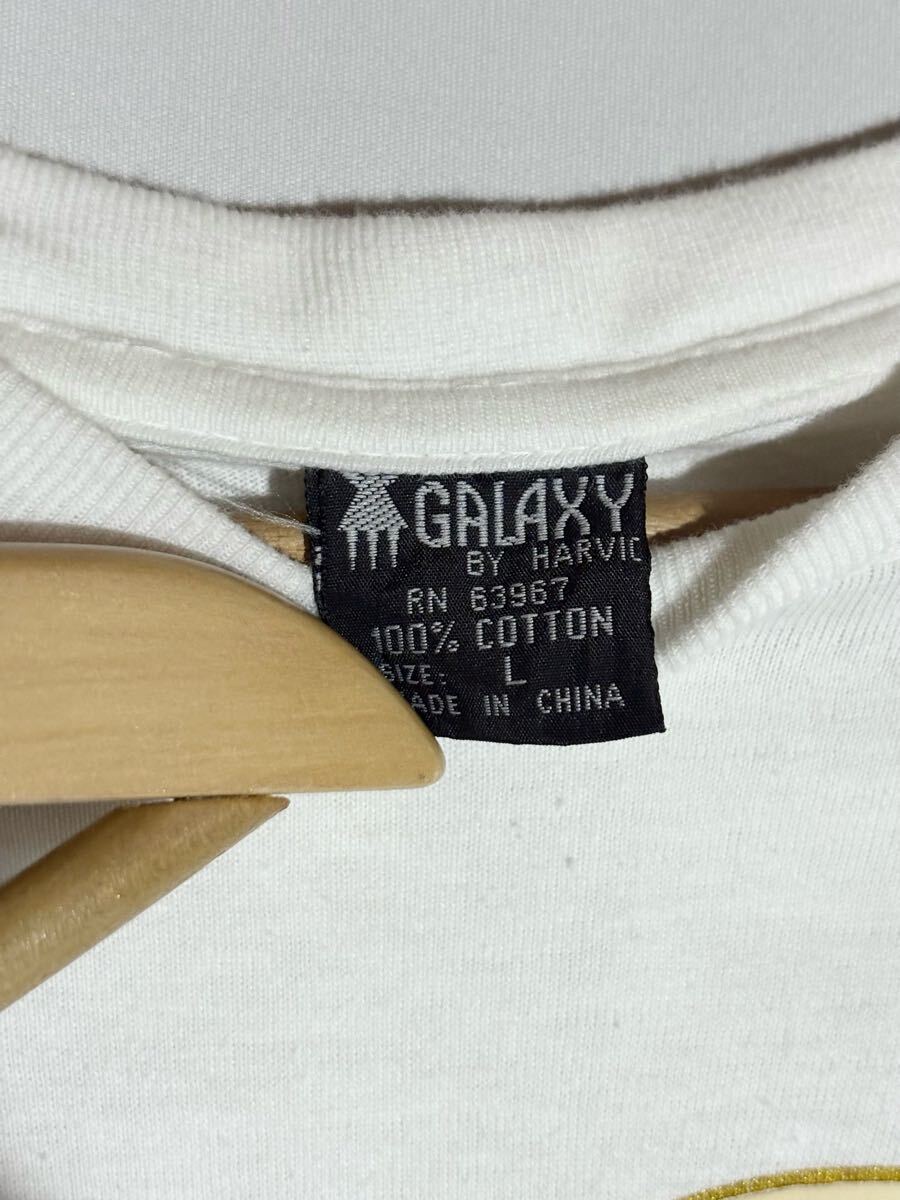 GALAXY
BY HARVIC
RN 63967
100% COTTON
SIZE: L
MADE IN CHINA